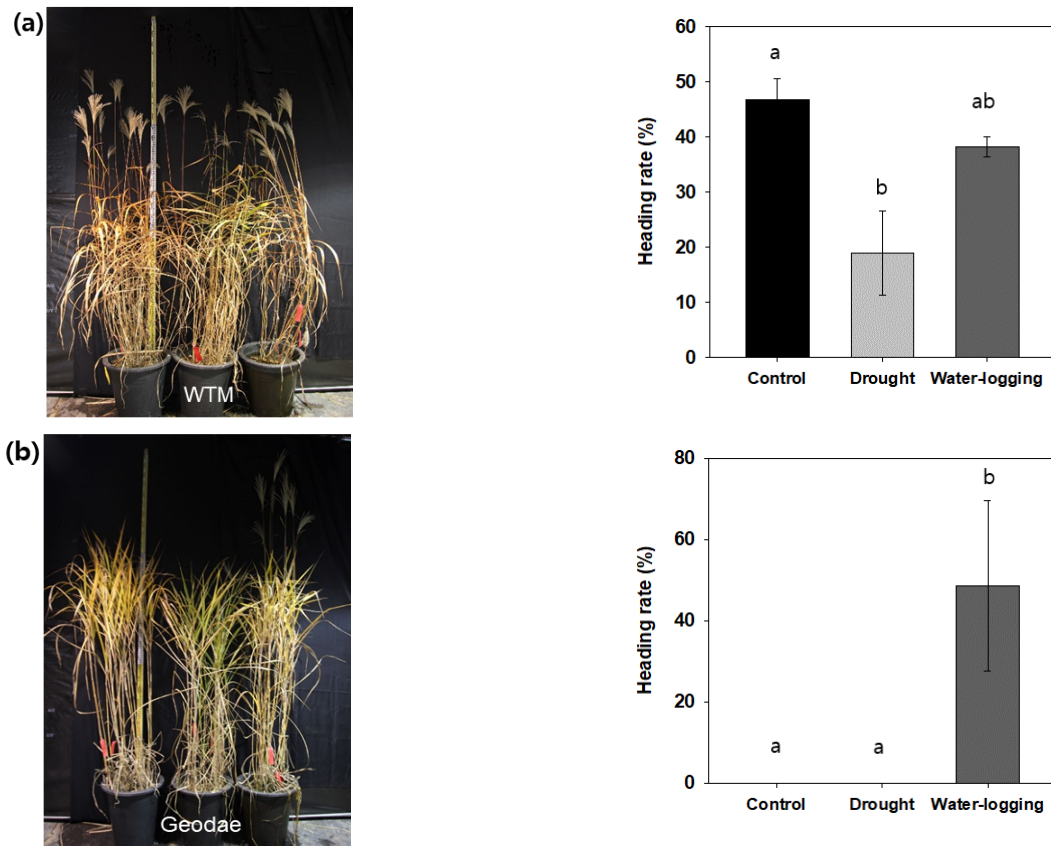 (a)
WTM
60
50
40
30
20
10
0
Heading rate (%)
a
b
ab
Control Drought Water-logging
(b)
Geodae
80
60
40
20
0
Heading rate (%)
a
a
b
Control Drought Water-logging